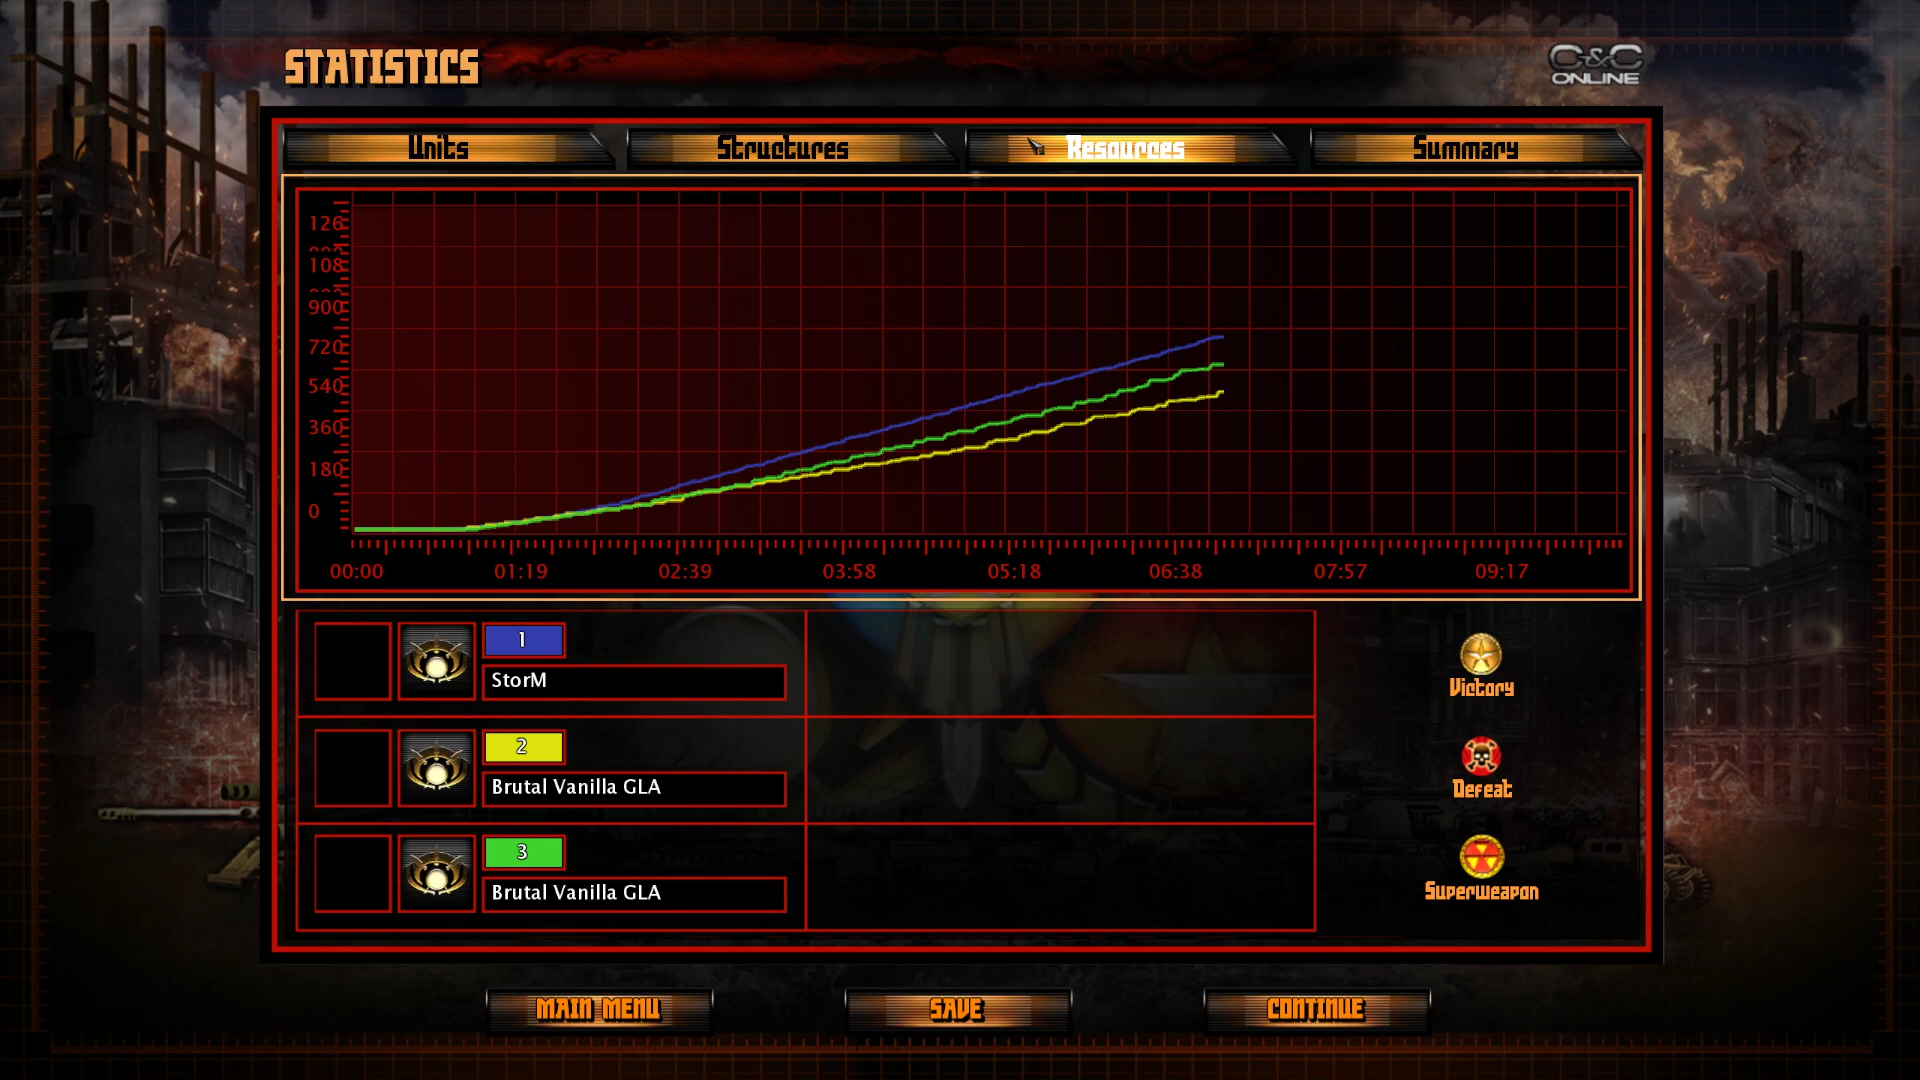 STATISTICS
C&C
ONLINE
Units
Structures
Resources
Summary
126
108
900
720
540
360
180
0
00:00
01:19
02:39
03:58
05:18
06:38
07:57
09:17
1
StorM
2
Brutal Vanilla GLA
3
Brutal Vanilla GLA
Victory
Defeat
Superweapon
MAIN MENU
SAVE
CONTINUE